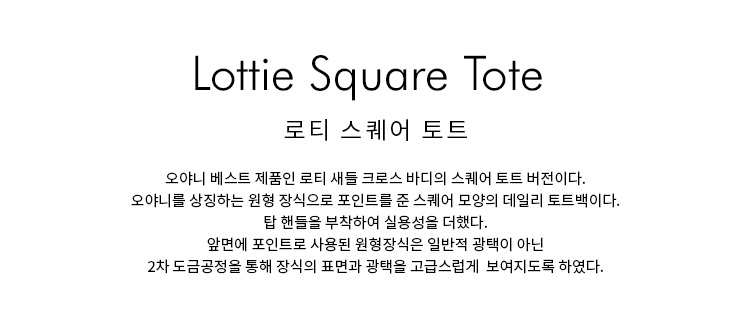 Lottie Square Tote
로티 스퀘어 토트
오야니 베스트 제품인 로티 새들 크로스 바디의 스퀘어 토트 버전이다.
오야니를 상징하는 원형 장식으로 포인트를 준 스퀘어 모양의 데일리 토트백이다.
탑 핸들을 부착하여 실용성을 더했다.
앞면에 포인트로 사용된 원형장식은 일반적 광택이 아닌
2차 도금공정을 통해 장식의 표면과 광택을 고급스럽게 보여지도록 하였다.